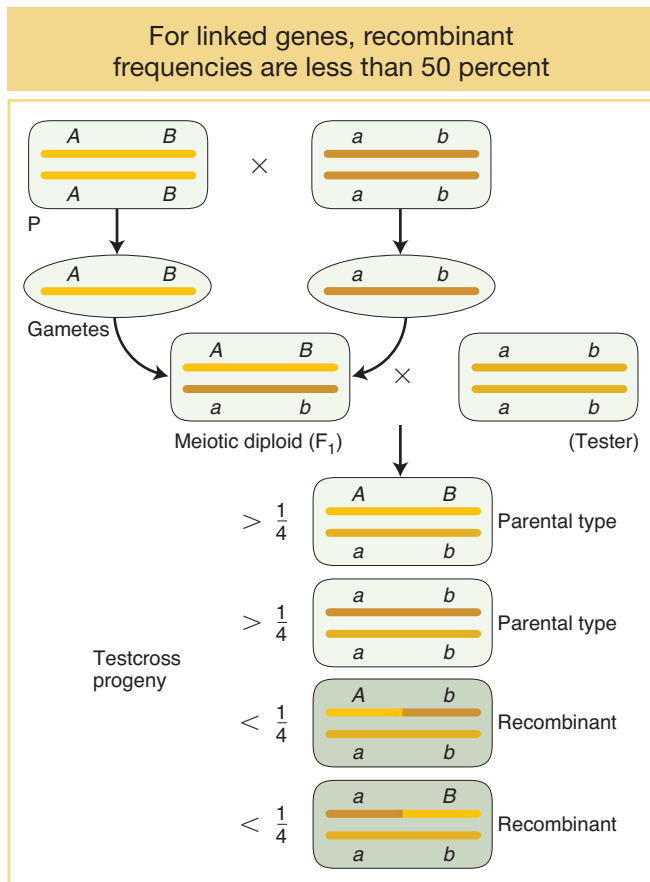 For linked genes, recombinant
frequencies are less than 50 percent
A B a b
×
A B a b
P
A B a b
Gametes
A B a b
×
a b a b
Meiotic diploid (F₁) (Tester)
A B
> 1/4 Parental type
a b
a b
> 1/4 Parental type
a b
Testcross
progeny
A b
< 1/4 Recombinant
a b
a B
< 1/4 Recombinant
a b